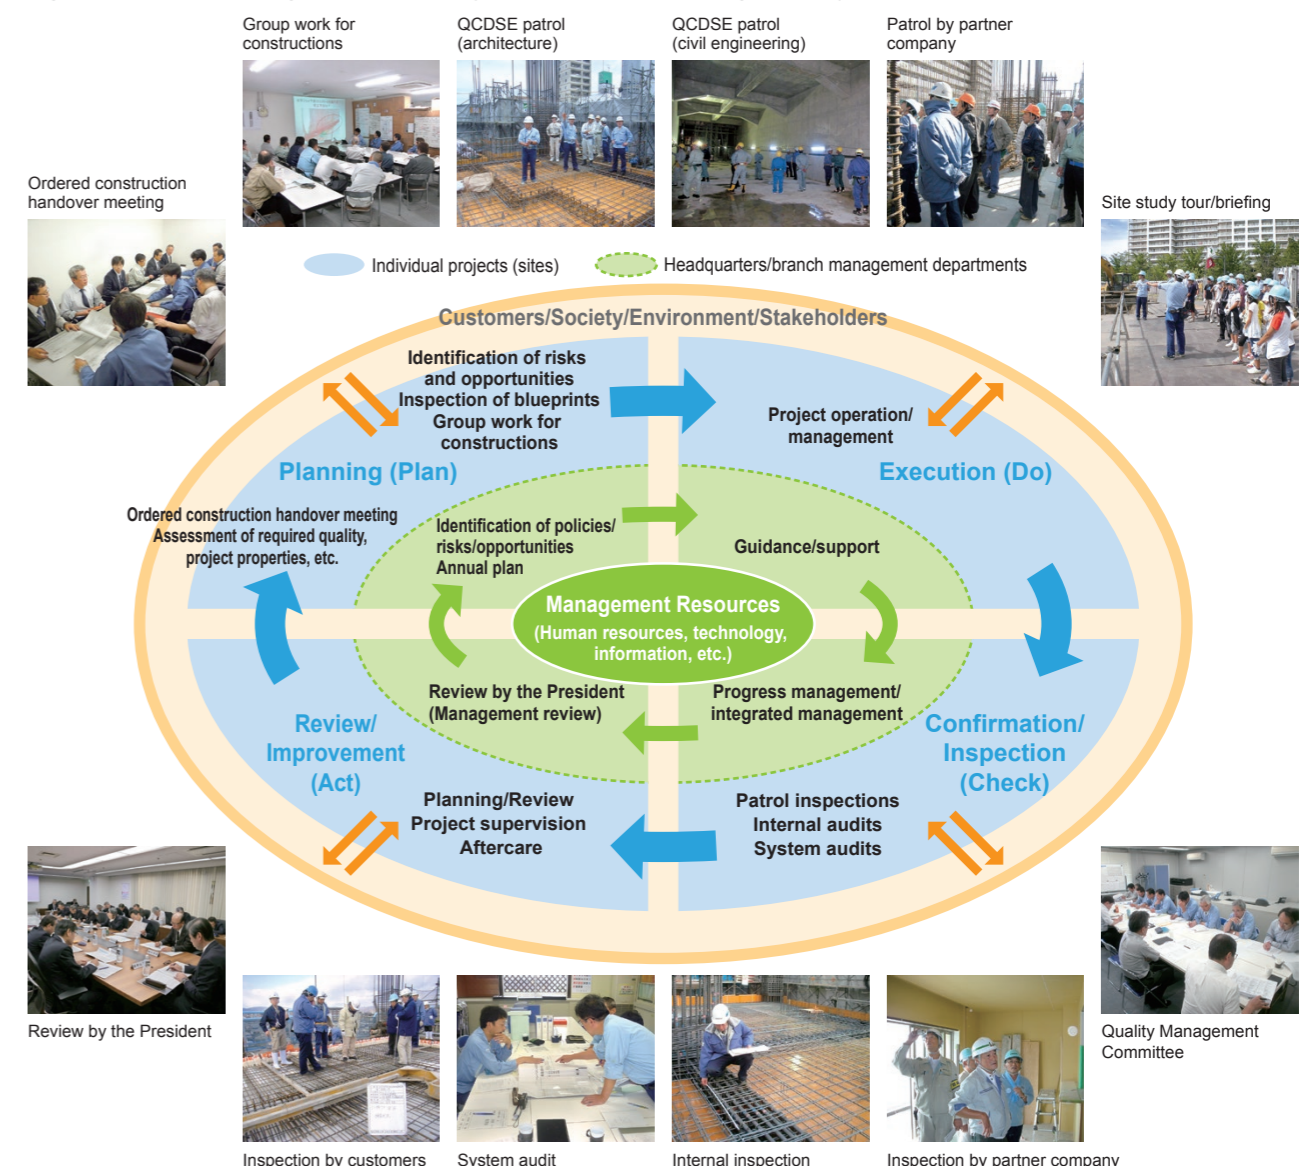 Group work for
constructions
QCDSE patrol
(architecture)
QCDSE patrol
(civil engineering)
Patrol by partner
company
Ordered construction
handover meeting
Site study tour/briefing
Individual projects (sites)
Headquarters/branch management departments
Customers/Society/Environment/Stakeholders
Identification of risks
and opportunities
Inspection of blueprints
Group work for
constructions
Project operation/
management
Planning (Plan)
Execution (Do)
Ordered construction handover meeting
Assessment of required quality,
project properties, etc.
Identification of policies/
risks/opportunities
Annual plan
Guidance/support
Management Resources
(Human resources, technology,
information, etc.)
Review by the President
(Management review)
Progress management/
integrated management
Review/
Improvement
(Act)
Confirmation/
Inspection
(Check)
Planning/Review
Project supervision
Aftercare
Patrol inspections
Internal audits
System audits
Review by the President
Quality Management
Committee
Inspection by customers
System audit
Internal inspection
Inspection by partner company